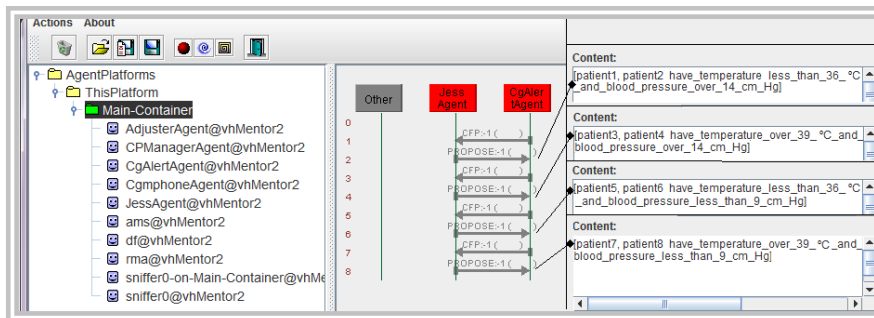 Actions About
AgentPlatforms
ThisPlatform
Main-Container
AdjusterAgent@vhMentor2
CPManagerAgent@vhMentor2
CgAlertAgent@vhMentor2
CgmphoneAgent@vhMentor2
JessAgent@vhMentor2
ams@vhMentor2
df@vhMentor2
rma@vhMentor2
sniffer0-on-Main-Container@vhMe
sniffer0@vhMentor2
Other
Jess
Agent
CgAler
tAgent
0
1
2
3
4
5
6
7
8
CFP:-1 ( )
PROPOSE:-1 ( )
CFP:-1 ( )
PROPOSE:-1 ( )
CFP:-1 ( )
PROPOSE:-1 ( )
CFP:-1 ( )
PROPOSE:-1 ( )
Content:
[patient1, patient2 have_temperature less_than_36_ °C
_and_blood_pressure_over_14_cm_Hg]
Content:
[patient3, patient4 have_temperature_over_39_°C_and_
blood_pressure_over_14_cm_Hg]
Content:
[patient5, patient6 have_temperature_less_than_36_ °C
_and_blood_pressure_less_than_9_cm_Hg]
Content:
[patient7, patient8 have_temperature_over_39_°C_and_
blood_pressure_less_than_9_cm_Hg]